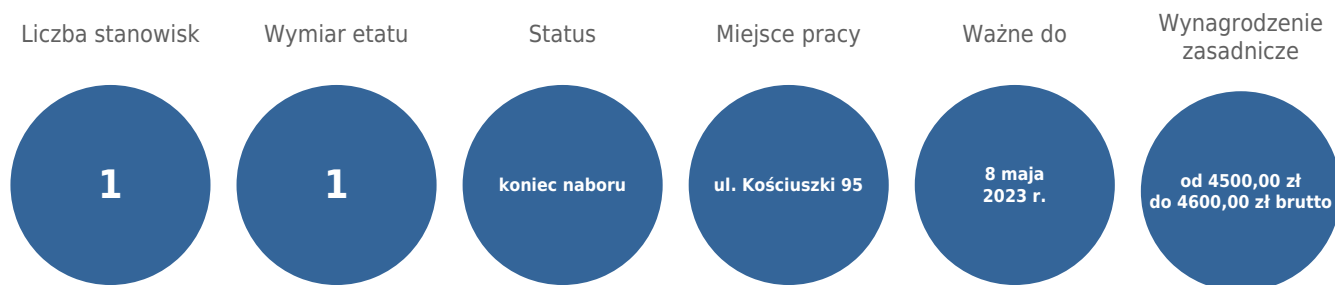 Liczba stanowisk
1
Wymiar etatu
1
Status
koniec naboru
Miejsce pracy
ul. Kościuszki 95
Ważne do
8 maja
2023 r.
Wynagrodzenie
zasadnicze
od 4500,00 zł
do 4600,00 zł brutto